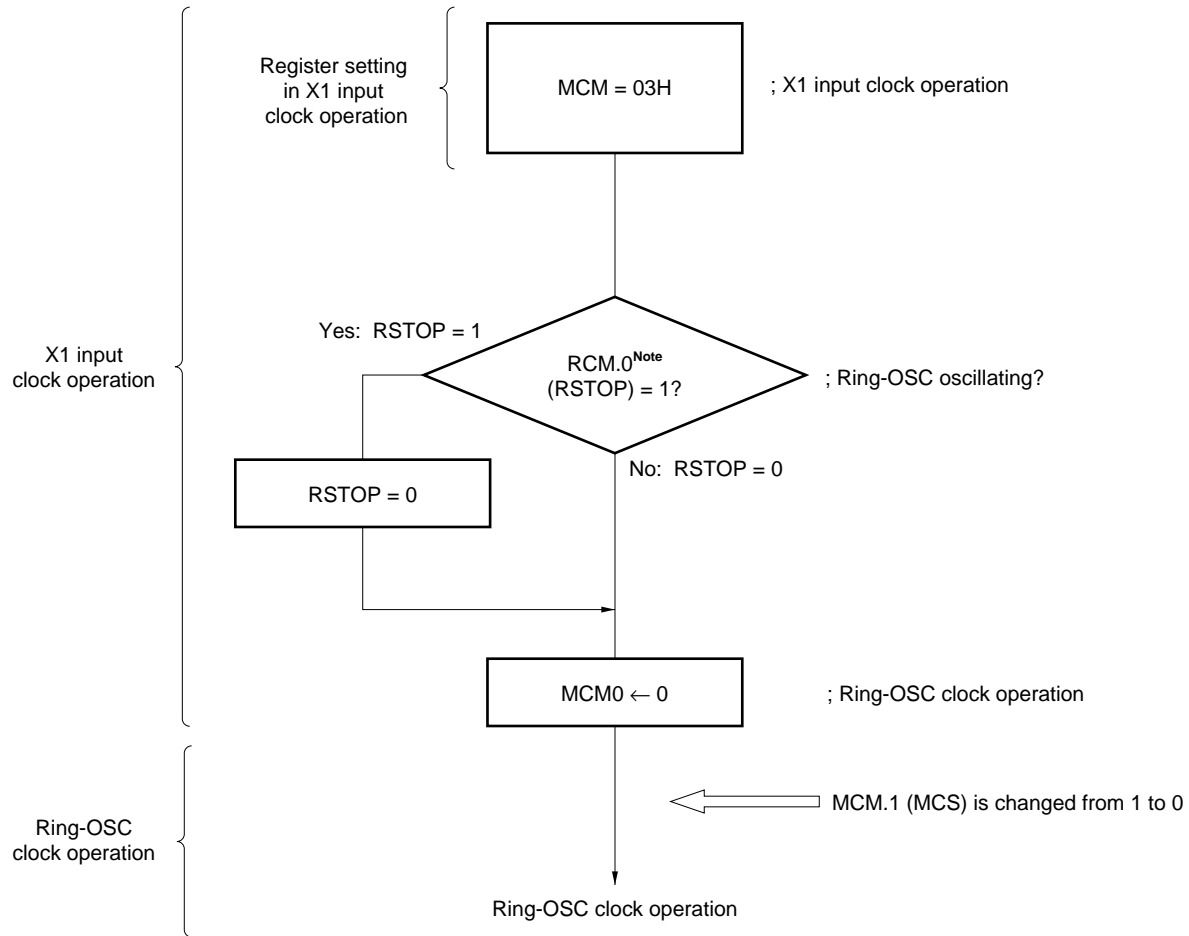 Register setting
in X1 input
clock operation
MCM = 03H
; X1 input clock operation
X1 input
clock operation
Yes: RSTOP = 1
RCM.0Note
(RSTOP) = 1?
; Ring-OSC oscillating?
No: RSTOP = 0
RSTOP = 0
MCM0 ← 0
; Ring-OSC clock operation
Ring-OSC
clock operation
MCM.1 (MCS) is changed from 1 to 0
Ring-OSC clock operation